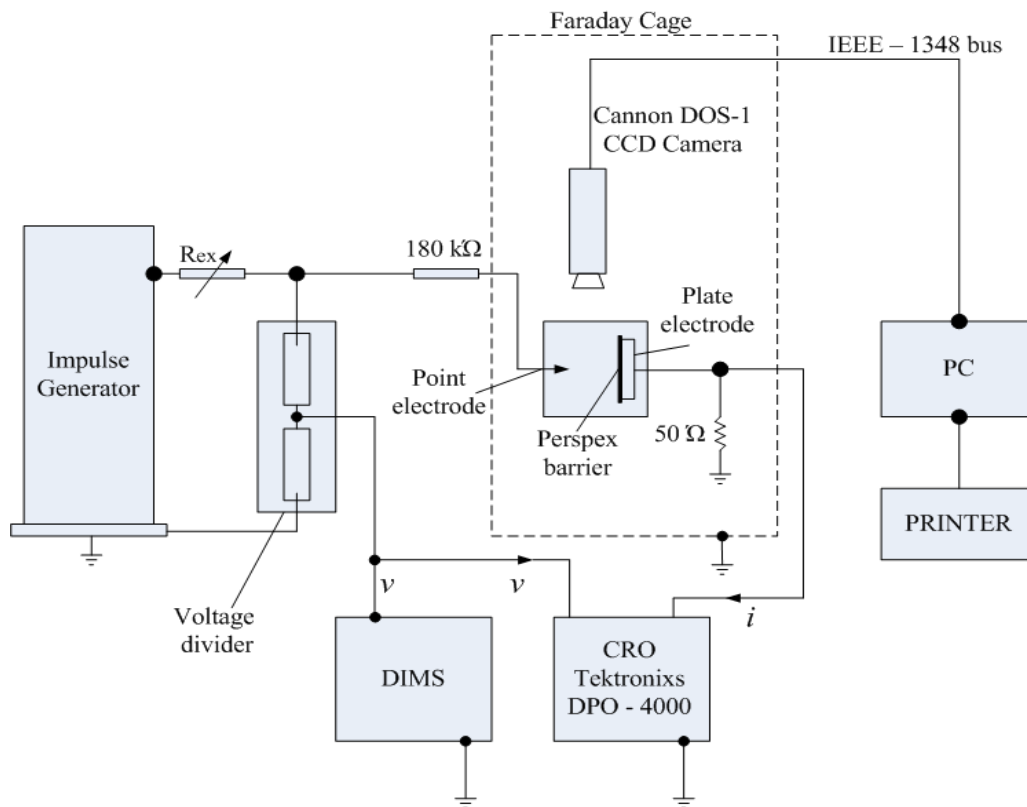 Faraday Cage
IEEE – 1348 bus
Cannon DOS-1
CCD Camera
Rex
180 kΏ
Plate
electrode
Impulse
Generator
Point
electrode
PC
50 Ώ
Perspex
barrier
PRINTER
v
v
i
Voltage
divider
DIMS
CRO
Tektronixs
DPO - 4000